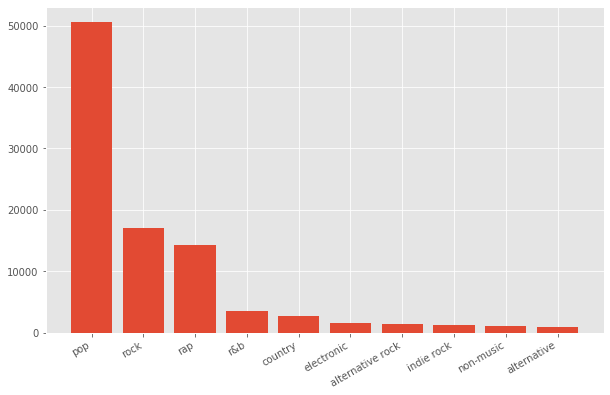 50000
40000
30000
20000
10000
0
pop
rock
rap
r&b
country
electronic
alternative rock
indie rock
non-music
alternative